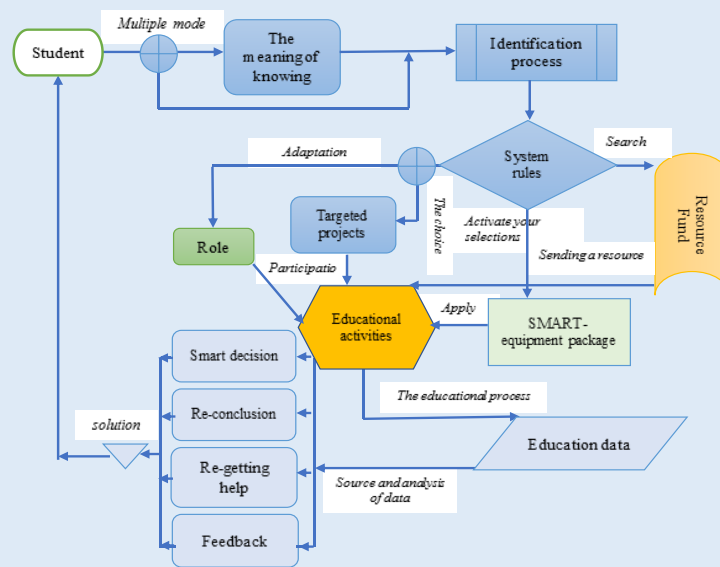 Multiple mode
Student
The
meaning of
knowing
Identification
process
Search
Adaptation
System
rules
Resource
Fund
The choice
Targeted
projects
Activate your
selections
Role
Participatio
Sending a resource
Educational
activities
Apply
SMART-
equipment package
Smart decision
The educational process
Re-conclusion
solution
Education data
Re-getting
help
Source and analysis
of data
Feedback